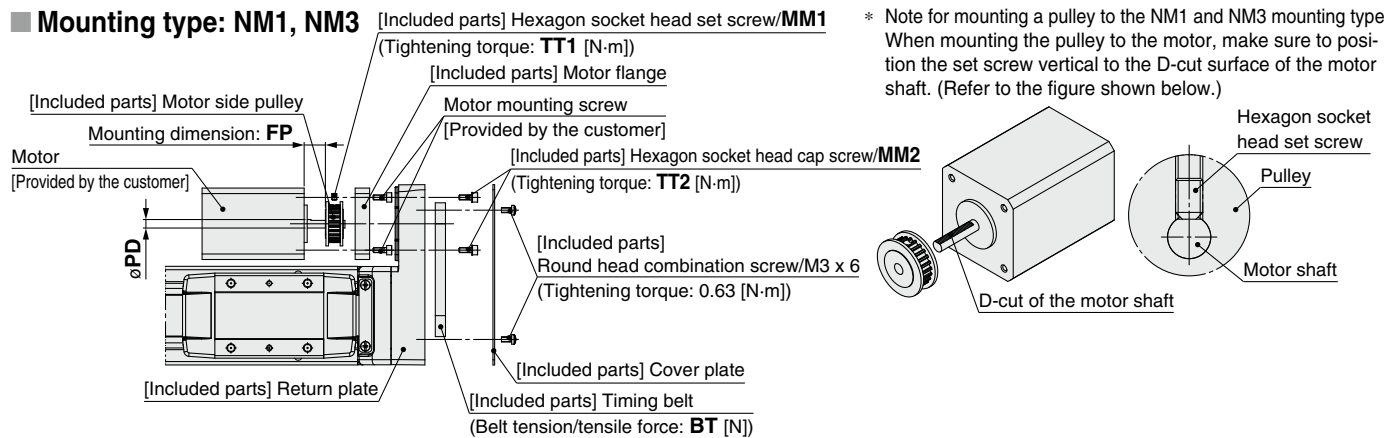 ■ Mounting type: NM1, NM3
[Included parts] Hexagon socket head set screw/MM1
(Tightening torque: TT1 [N·m])
[Included parts] Motor flange
[Included parts] Motor side pulley
Motor mounting screw
[Provided by the customer]
Mounting dimension: FP
Motor
[Provided by the customer]
[Included parts] Hexagon socket head cap screw/MM2
(Tightening torque: TT2 [N·m])
øPD
[Included parts]
Round head combination screw/M3 x 6
(Tightening torque: 0.63 [N·m])
[Included parts] Cover plate
[Included parts] Return plate
[Included parts] Timing belt
(Belt tension/tensile force: BT [N])
* Note for mounting a pulley to the NM1 and NM3 mounting type
When mounting the pulley to the motor, make sure to posi-
tion the set screw vertical to the D-cut surface of the motor
shaft. (Refer to the figure shown below.)
Hexagon socket
head set screw
Pulley
Motor shaft
D-cut of the motor shaft